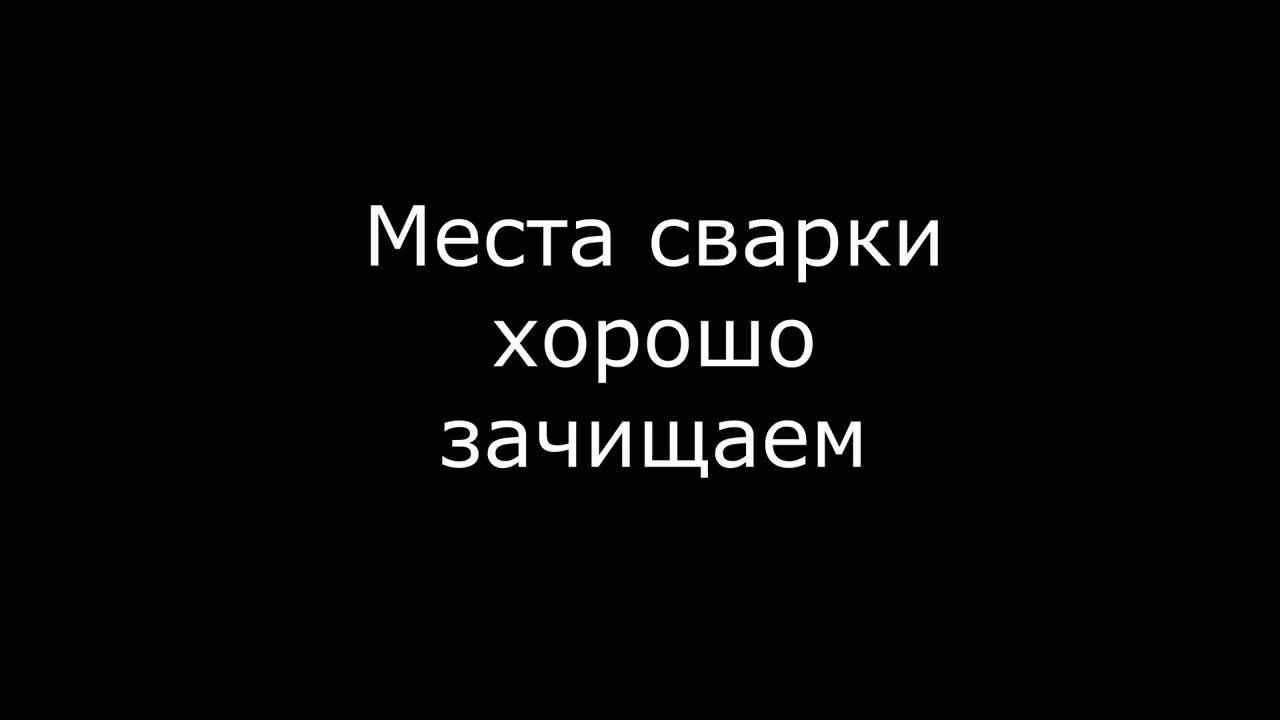 Места сварки
хорошо
зачищаем